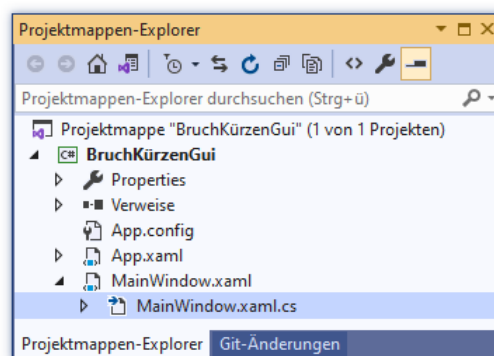 Projektmappen-Explorer
Projektmappen-Explorer durchsuchen (Strg+ü)
Projektmappe "BruchKürzenGui" (1 von 1 Projekten)
C# BruchKürzenGui
Properties
Verweise
App.config
App.xaml
MainWindow.xaml
MainWindow.xaml.cs
Projektmappen-Explorer Git-Änderungen